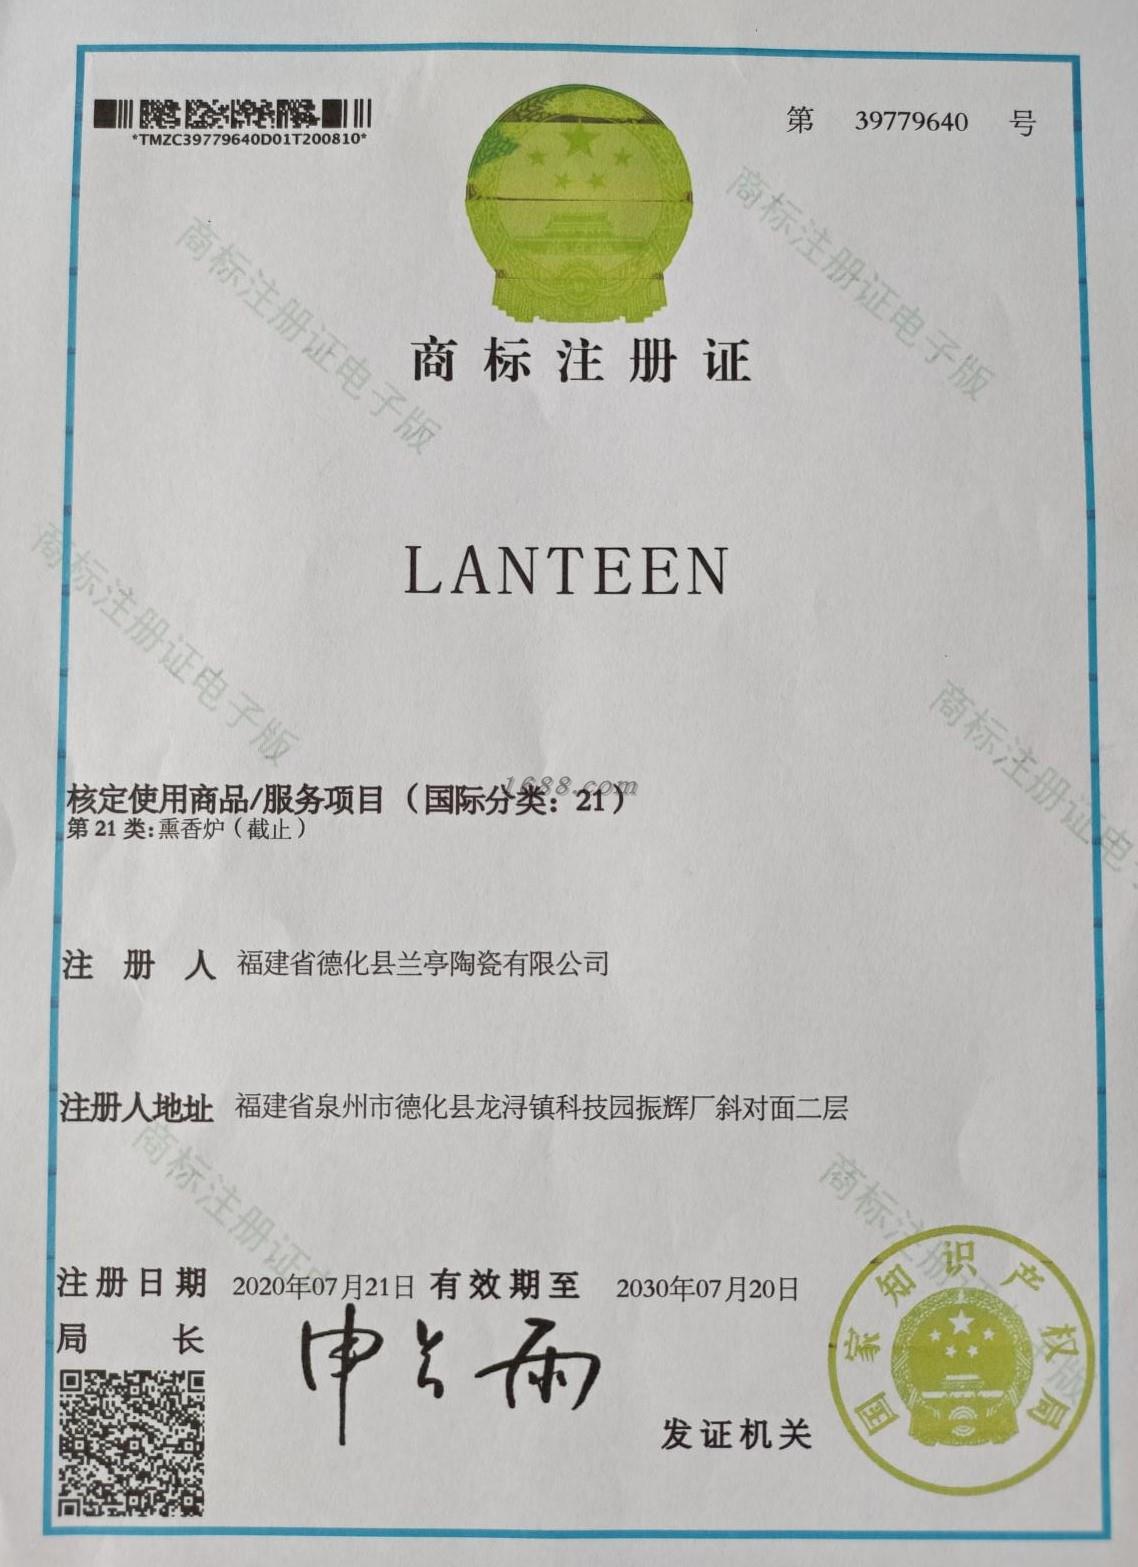 *TMZC39779640D01T200810*
第 39779640 号
商标注册证
LANTEEN
1688.com
核定使用商品/服务项目（国际分类：21）
第 21 类:熏香炉（截止）
注册人 福建省德化县兰亭陶瓷有限公司
注册人地址 福建省泉州市德化县龙浔镇科技园振辉厂斜对面二层
注册日期 2020年07月21日 有效期至 2030年07月20日
局长 申长雨
发证机关
国家知识产权局
商标注册证电子版
商标注册证电子版
商标注册证电子版
商标注册证电子
商标注册证
商标注册证 版